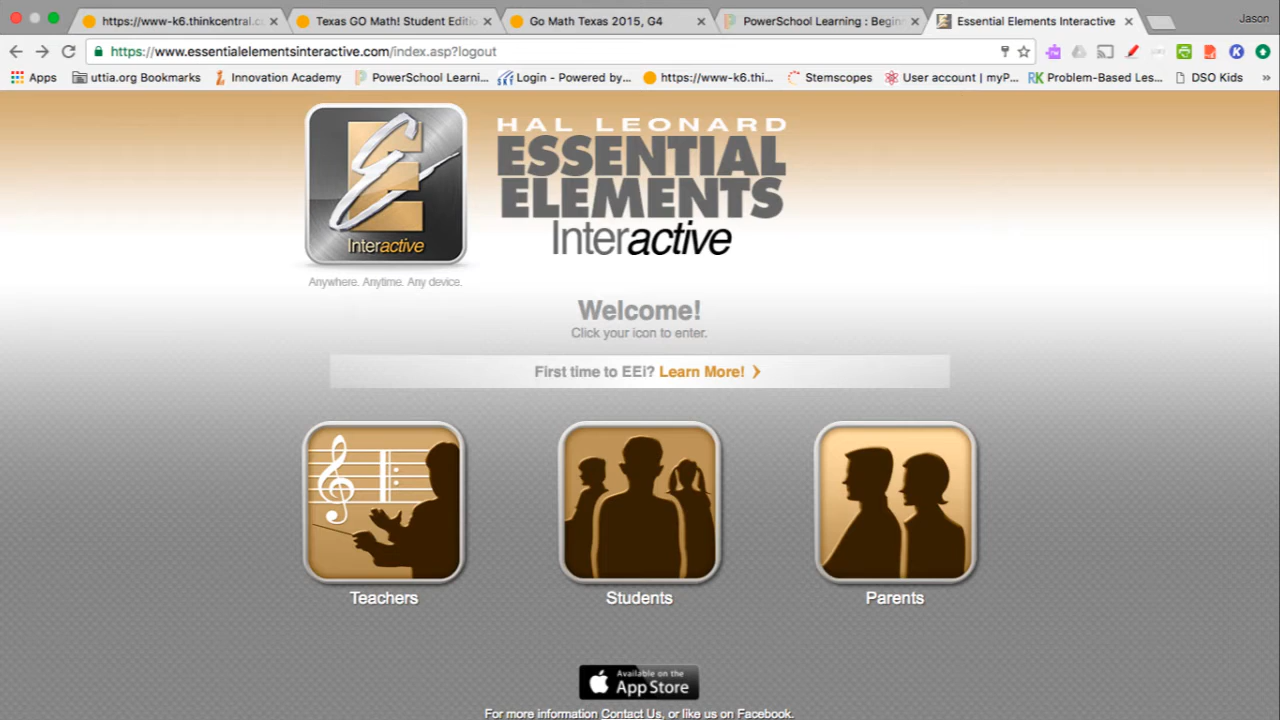 https://www-k6.thinkcentral.c
Texas GO Math! Student Editio
Go Math Texas 2015, G4
PowerSchool Learning : Begin
Essential Elements Interactive
Jason
https://www.essentialelementsinteractive.com/index.asp?logout
Apps
uttia.org Bookmarks
Innovation Academy
PowerSchool Learni...
Login - Powered by...
https://www-k6.thi...
Stemscopes
User account | myP...
RK Problem-Based Les...
DSO Kids
»
E
Interactive
HAL LEONARD
ESSENTIAL
ELEMENTS
Interactive
Anywhere. Anytime. Any device.
Welcome!
Click your icon to enter.
First time to EEi? Learn More! ›
Teachers
Students
Parents
Available on the
App Store
For more information Contact Us, or like us on Facebook.